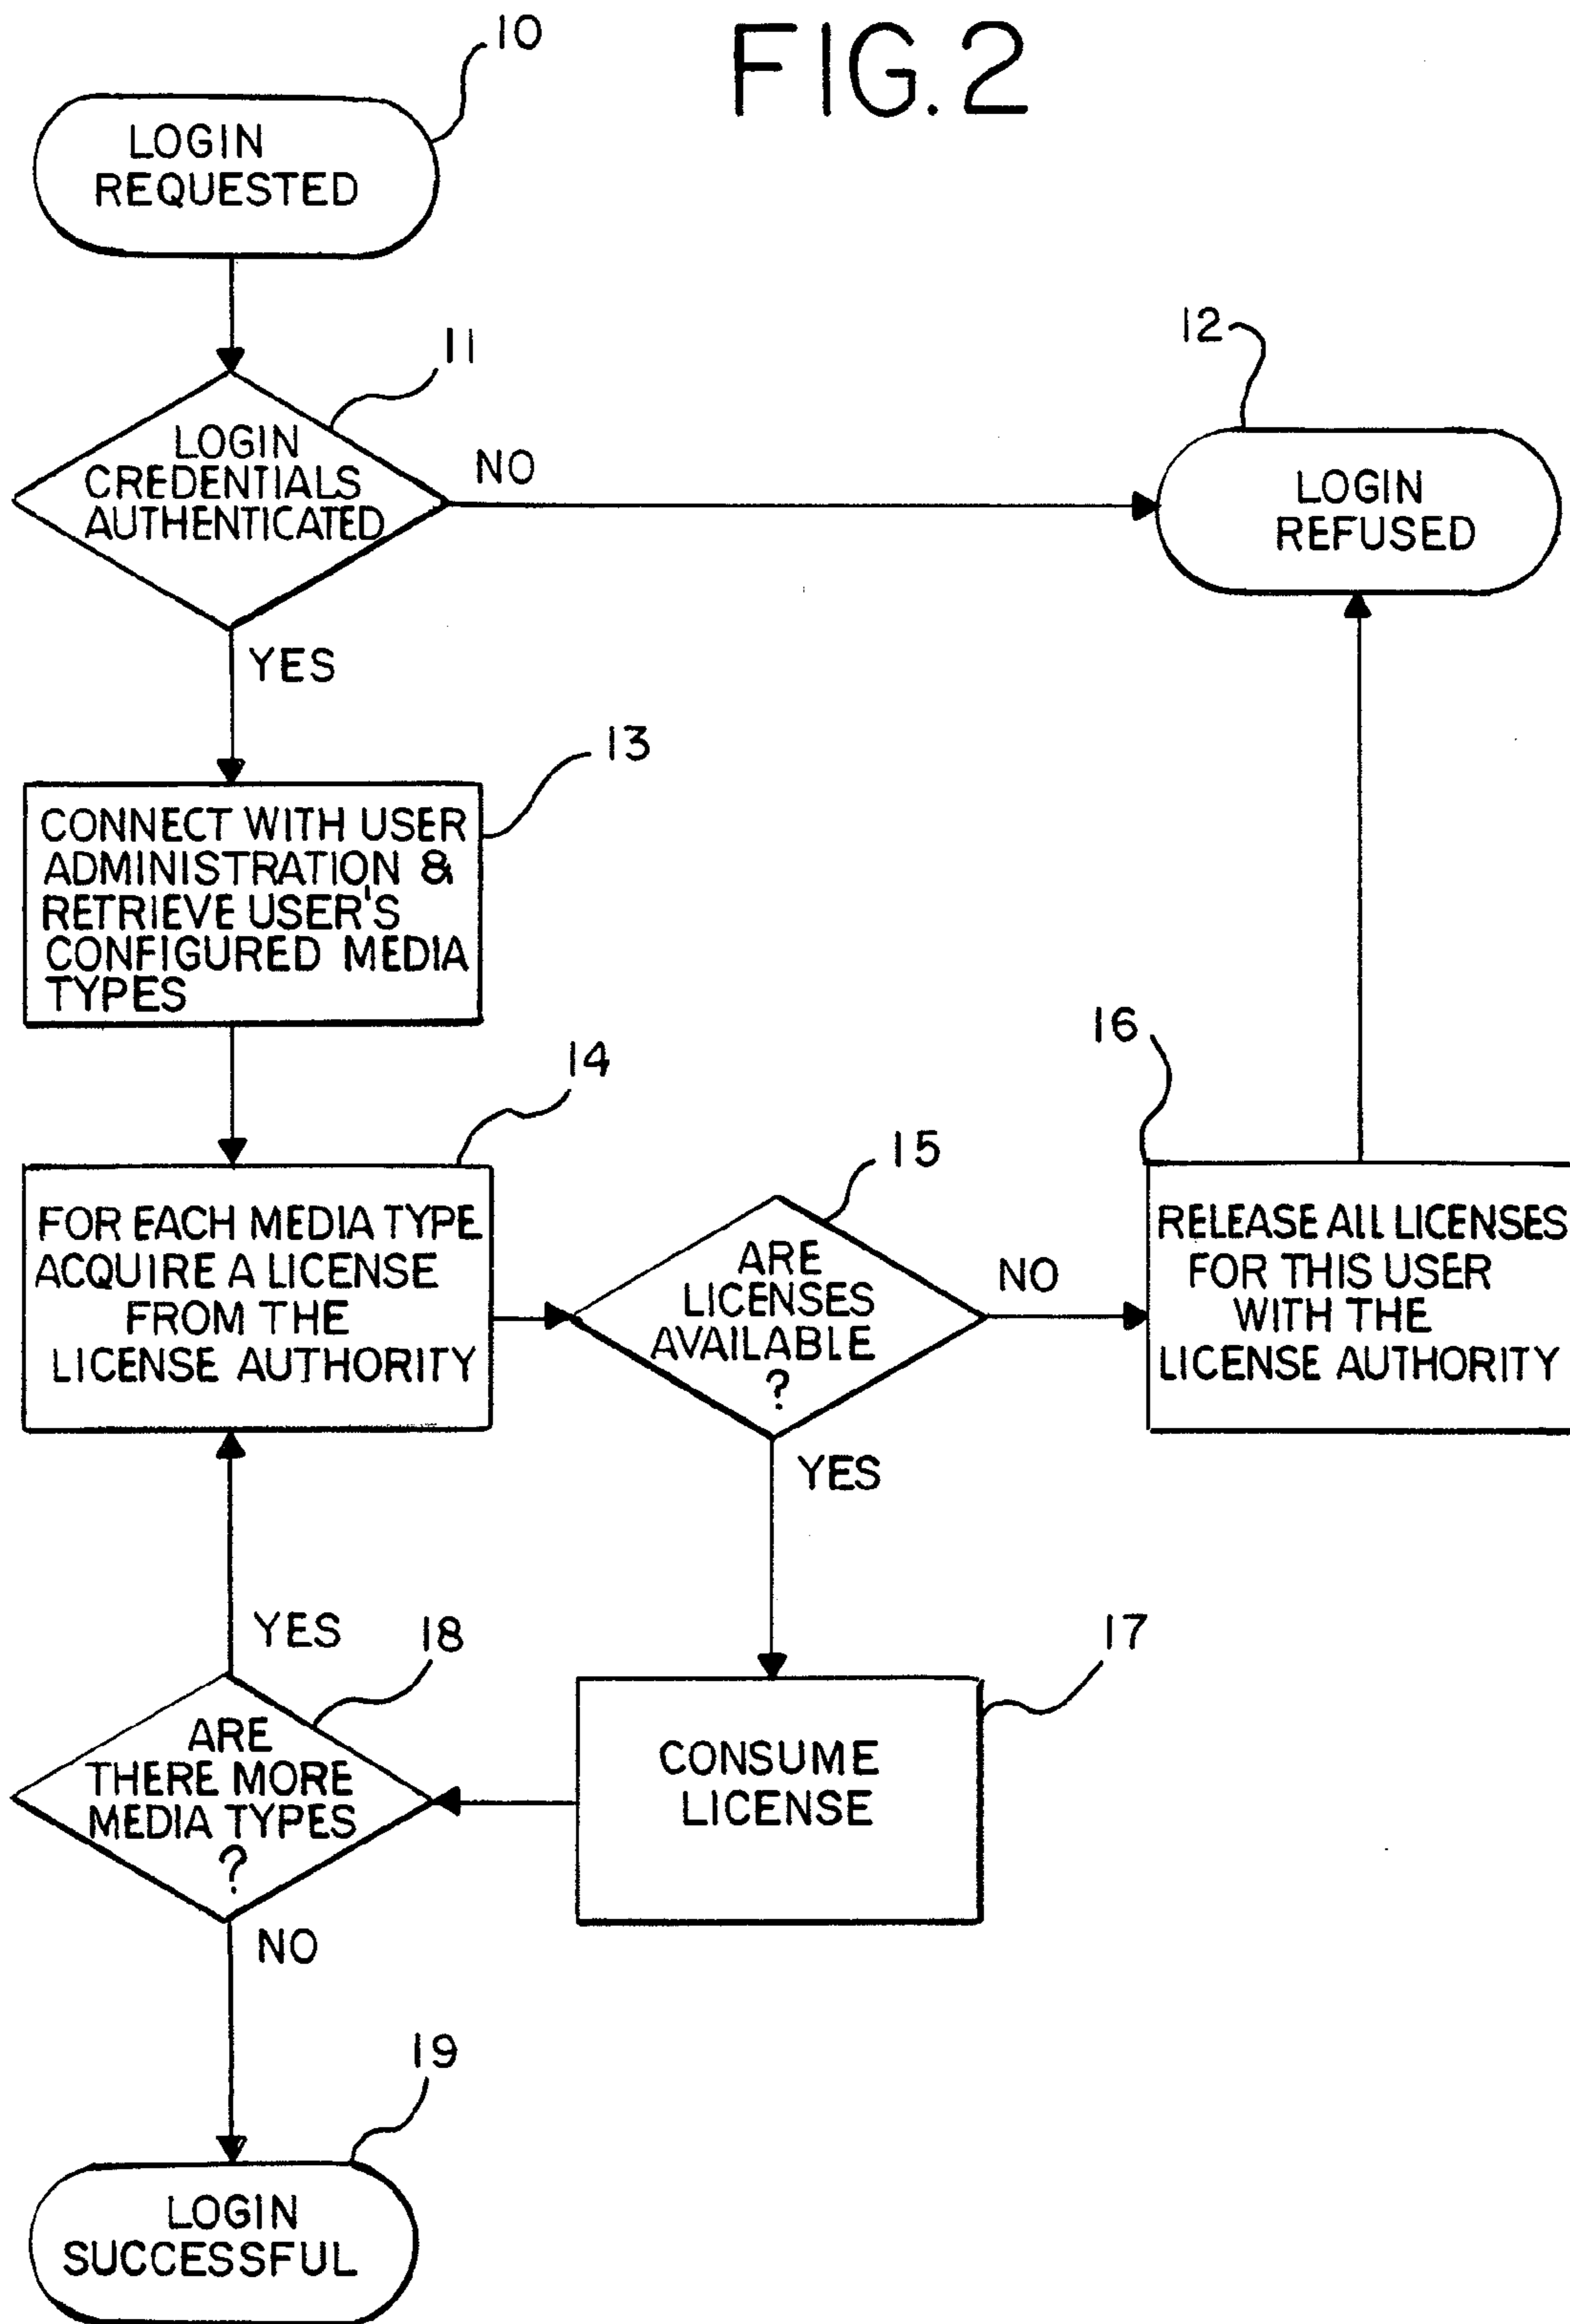 FIG. 2
10
LOGIN
REQUESTED
11
LOGIN
CREDENTIALS
AUTHENTICATED
NO
12
LOGIN
REFUSED
YES
13
CONNECT WITH USER
ADMINISTRATION &
RETRIEVE USER'S
CONFIGURED MEDIA
TYPES
14
FOR EACH MEDIA TYPE
ACQUIRE A LICENSE
FROM THE
LICENSE AUTHORITY
15
ARE
LICENSES
AVAILABLE
?
NO
16
RELEASE All LICENSES
FOR THIS USER
WITH THE
LICENSE AUTHORITY
YES
17
CONSUME
LICENSE
YES
18
ARE
THERE MORE
MEDIA TYPES
?
NO
19
LOGIN
SUCCESSFUL